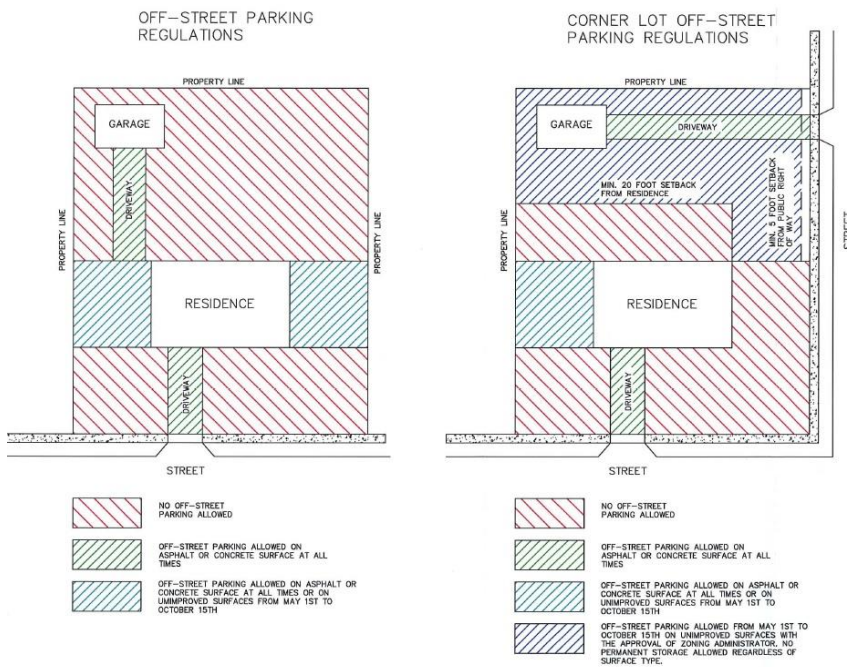 OFF-STREET PARKING
REGULATIONS
PROPERTY LINE
GARAGE
DRIVEWAY
PROPERTY LINE
PROPERTY LINE
RESIDENCE
DRIVEWAY
STREET
NO OFF-STREET
PARKING ALLOWED
OFF-STREET PARKING ALLOWED ON
ASPHALT OR CONCRETE SURFACE AT ALL
TIMES
OFF-STREET PARKING ALLOWED ON ASPHALT OR
CONCRETE SURFACE AT ALL TIMES OR ON
UNIMPROVED SURFACES FROM MAY 1ST TO
OCTOBER 15TH
CORNER LOT OFF-STREET
PARKING REGULATIONS
PROPERTY LINE
GARAGE
DRIVEWAY
MIN. 20 FOOT SETBACK
FROM RESIDENCE
MIN. 5 FOOT SETBACK
FROM PUBLIC RIGHT
OF WAY
PROPERTY LINE
STREET
RESIDENCE
DRIVEWAY
STREET
NO OFF-STREET
PARKING ALLOWED
OFF-STREET PARKING ALLOWED ON
ASPHALT OR CONCRETE SURFACE AT ALL
TIMES
OFF-STREET PARKING ALLOWED ON ASPHALT OR
CONCRETE SURFACE AT ALL TIMES OR ON
UNIMPROVED SURFACES FROM MAY 1ST TO
OCTOBER 15TH
OFF-STREET PARKING ALLOWED FROM MAY 1ST TO
OCTOBER 15TH ON UNIMPROVED SURFACES WITH
THE APPROVAL OF ZONING ADMINISTRATOR. NO
PERMANENT STORAGE ALLOWED REGARDLESS OF
SURFACE TYPE.